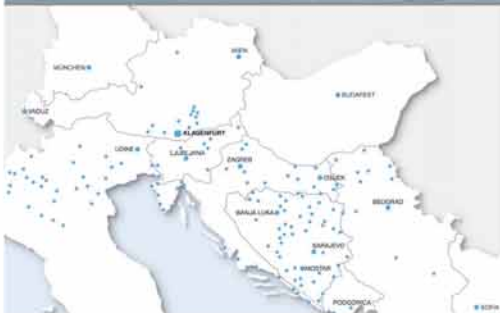 WIEN
MÜNCHEN
BUDAPEST
VADUZ
KLAGENFURT
UDINE
LJUBLJANA
ZAGREB
OSIJEK
BEOGRAD
BANJA LUKA
SARAJEVO
MOSTAR
PODGORICA
SOFIA